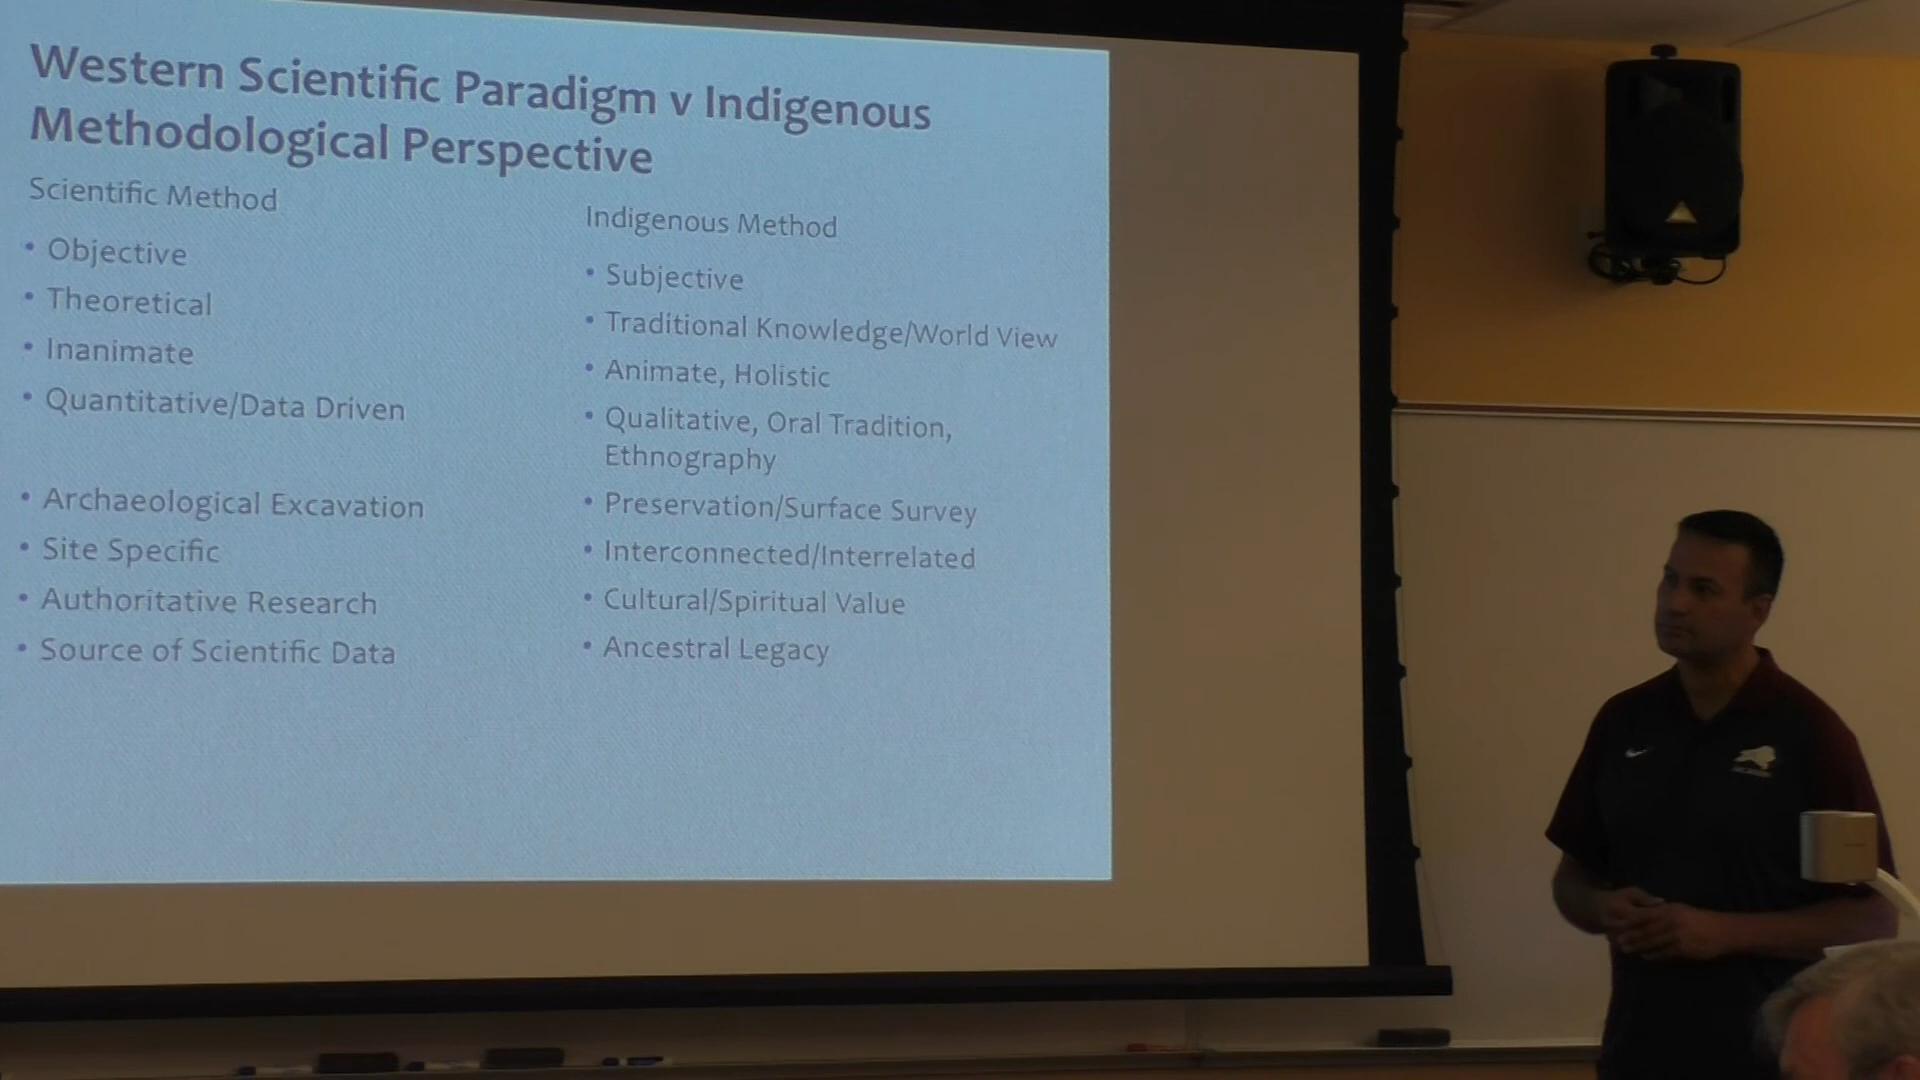 Western Scientific Paradigm v Indigenous
Methodological Perspective
Scientific Method
• Objective
• Theoretical
• Inanimate
• Quantitative/Data Driven
• Archaeological Excavation
• Site Specific
• Authoritative Research
• Source of Scientific Data
Indigenous Method
• Subjective
• Traditional Knowledge/World View
• Animate, Holistic
• Qualitative, Oral Tradition,
Ethnography
• Preservation/Surface Survey
• Interconnected/Interrelated
• Cultural/Spiritual Value
• Ancestral Legacy